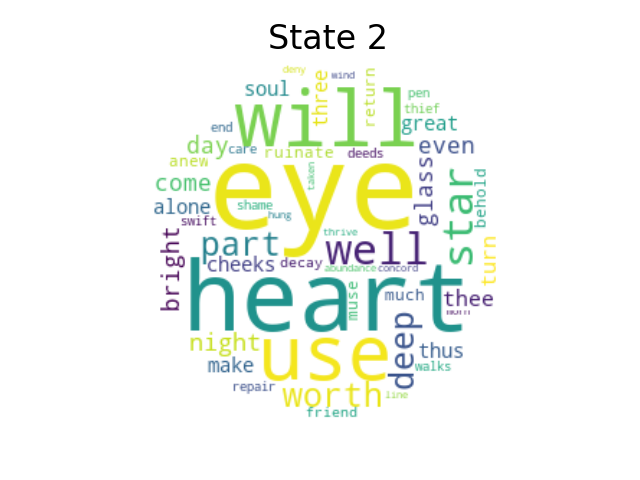 State 2
deny
wind
soul
three
return
pen
will
thief
great
end
day
care
ruinate
deeds
even
anew
taken
eye
glass
star
behold
come
alone
shame
hung
swift
bright
part
thrive
well
turn
cheeks
decay
abundance
concord
heart
muse
much
thee
night
use
deep
thus
make
walks
repair
worth
line
friend